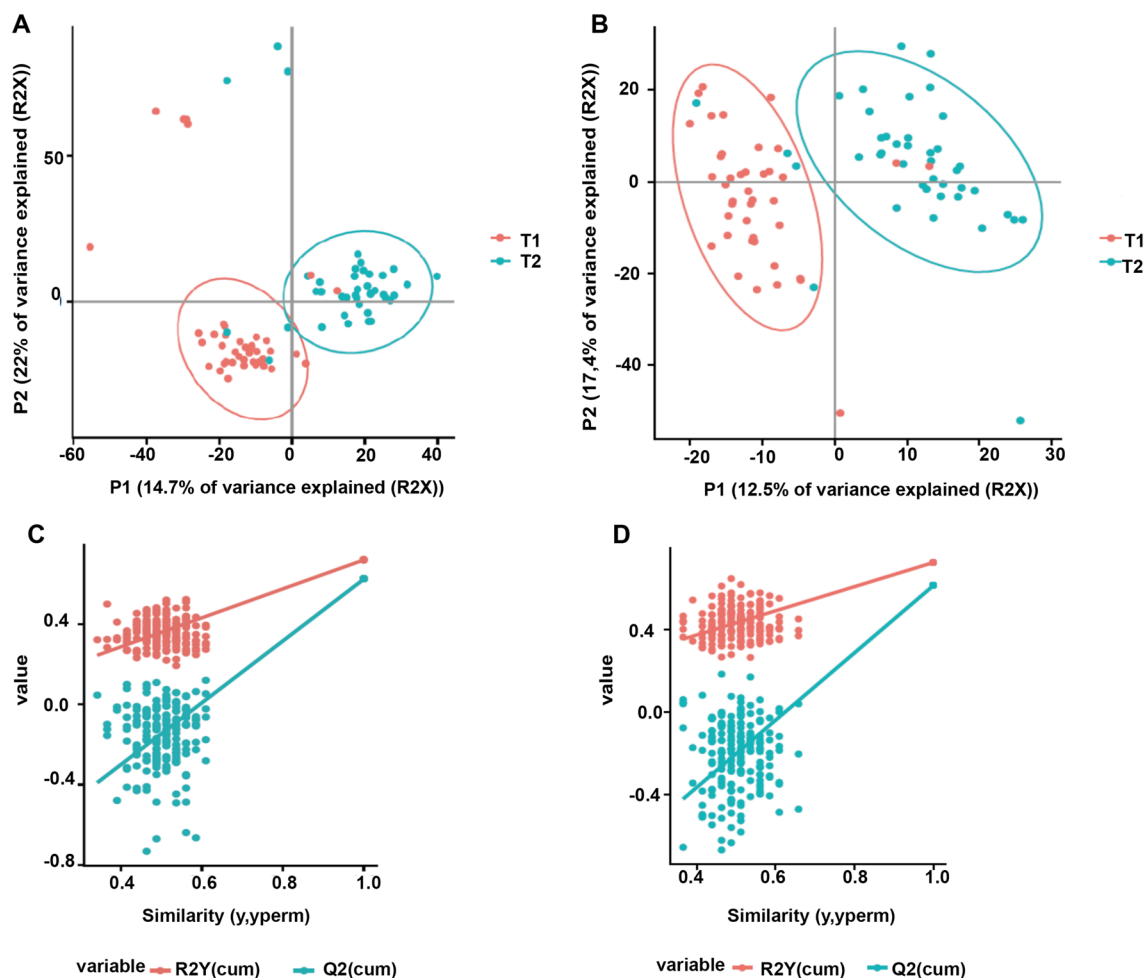 A
P2 (22% of variance explained (R2X))
50
0
-60
-40
-20
0
20
40
P1 (14.7% of variance explained (R2X))
T1
T2
B
P2 (17,4% of variance explained (R2X))
20
0
-20
-40
-20
-10
0
10
20
30
P1 (12.5% of variance explained (R2X))
T1
T2
C
value
0.4
0.0
-0.4
-0.8
0.4
0.6
0.8
1.0
Similarity (y,yperm)
variable R2Y(cum) Q2(cum)
D
value
0.4
0.0
-0.4
0.4
0.6
0.8
1.0
Similarity (y,yperm)
variable R2Y(cum) Q2(cum)